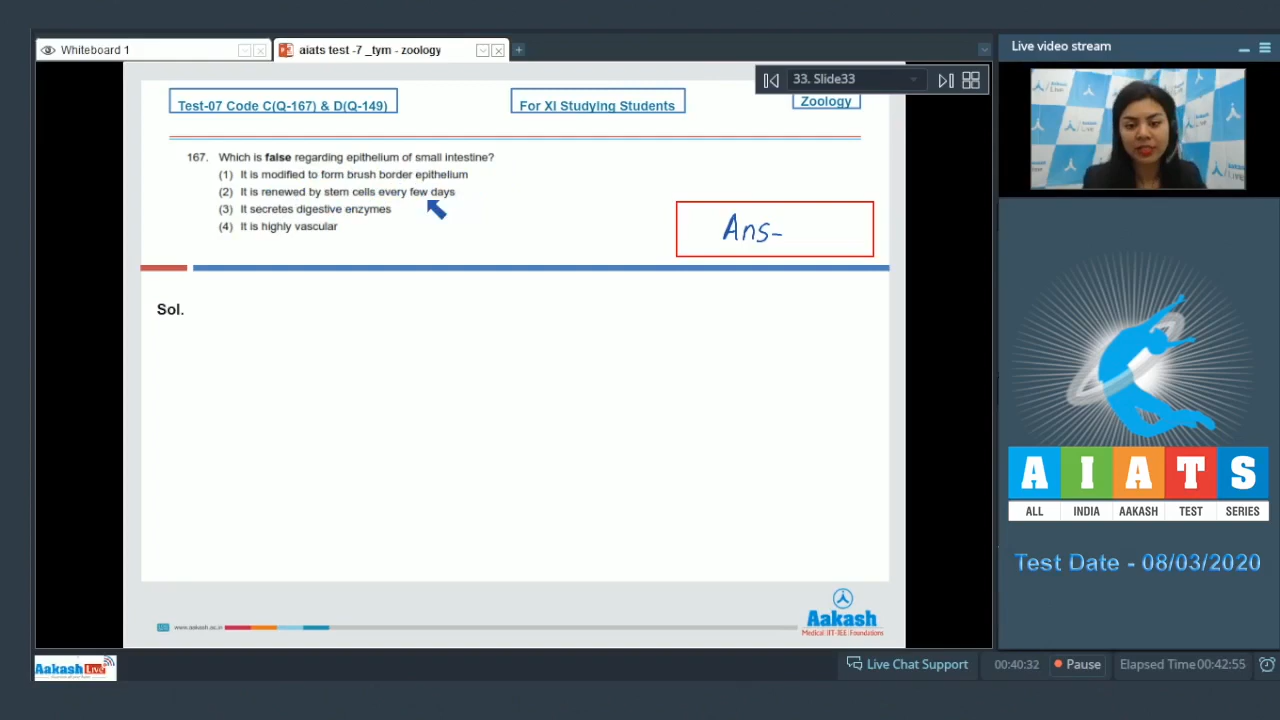 Whiteboard 1
aiats test -7 _tym - zoology
Live video stream
33. Slide33
Test-07 Code C(Q-167) & D(Q-149)
For XI Studying Students
Zoology
167. Which is false regarding epithelium of small intestine?
(1) It is modified to form brush border epithelium
(2) It is renewed by stem cells every few days
(3) It secretes digestive enzymes
(4) It is highly vascular
Ans-
Sol.
A I A T S
ALL INDIA AAKASH TEST SERIES
Test Date - 08/03/2020
www.aakash.ac.in
Aakash
Medical|IIT-JEE|Foundations
Aakash Live
Live Chat Support
00:40:32
Pause
Elapsed Time 00:42:55